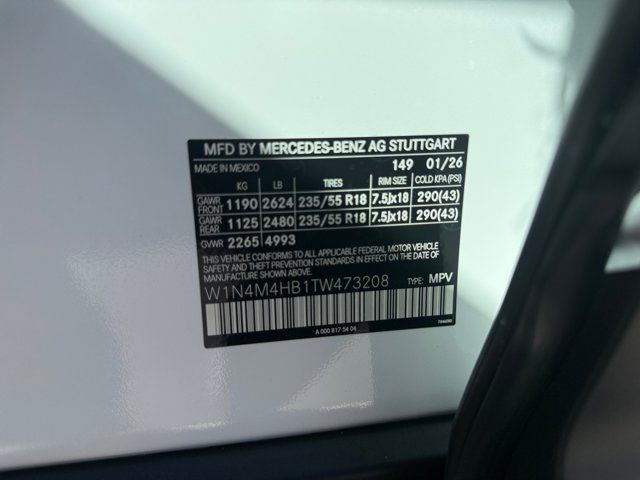 MFD BY MERCEDES-BENZ AG STUTTGART
MADE IN MEXICO 149 01/26
KG LB TIRES RIM SIZE COLD KPA (PSI)
GAWR FRONT 1190 2624 235/55 R18 7.5Jx18 290(43)
GAWR REAR 1125 2480 235/55 R18 7.5Jx18 290(43)
GVWR 2265 4993
THIS VEHICLE CONFORMS TO ALL APPLICABLE FEDERAL MOTOR VEHICLE
SAFETY, BUMPER, AND THEFT PREVENTION STANDARDS IN EFFECT
ON THE DATE OF MANUFACTURE SHOWN ABOVE.
W1N4M4HB1TW473208 TYPE: MPV
A 000 817 54 04